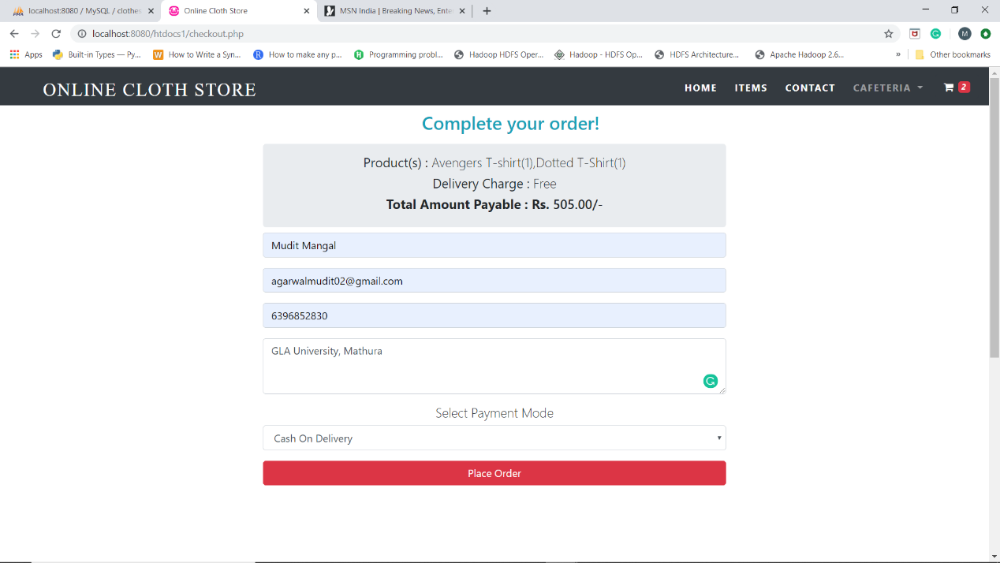 localhost:8080 / MySQL / clothes
Online Cloth Store
MSN India | Breaking News, Ente
localhost:8080/htdocs1/checkout.php
M
Apps
Built-in Types — Py...
How to Write a Syn...
How to make any p...
Programming probl...
Hadoop HDFS Oper...
Hadoop - HDFS Op...
HDFS Architecture...
Apache Hadoop 2.6...
»
Other bookmarks
ONLINE CLOTH STORE
HOME
ITEMS
CONTACT
CAFETERIA
2
Complete your order!
Product(s) : Avengers T-shirt(1),Dotted T-Shirt(1)
Delivery Charge : Free
Total Amount Payable : Rs. 505.00/-
Mudit Mangal
agarwalmudit02@gmail.com
6396852830
GLA University, Mathura
Select Payment Mode
Cash On Delivery
Place Order